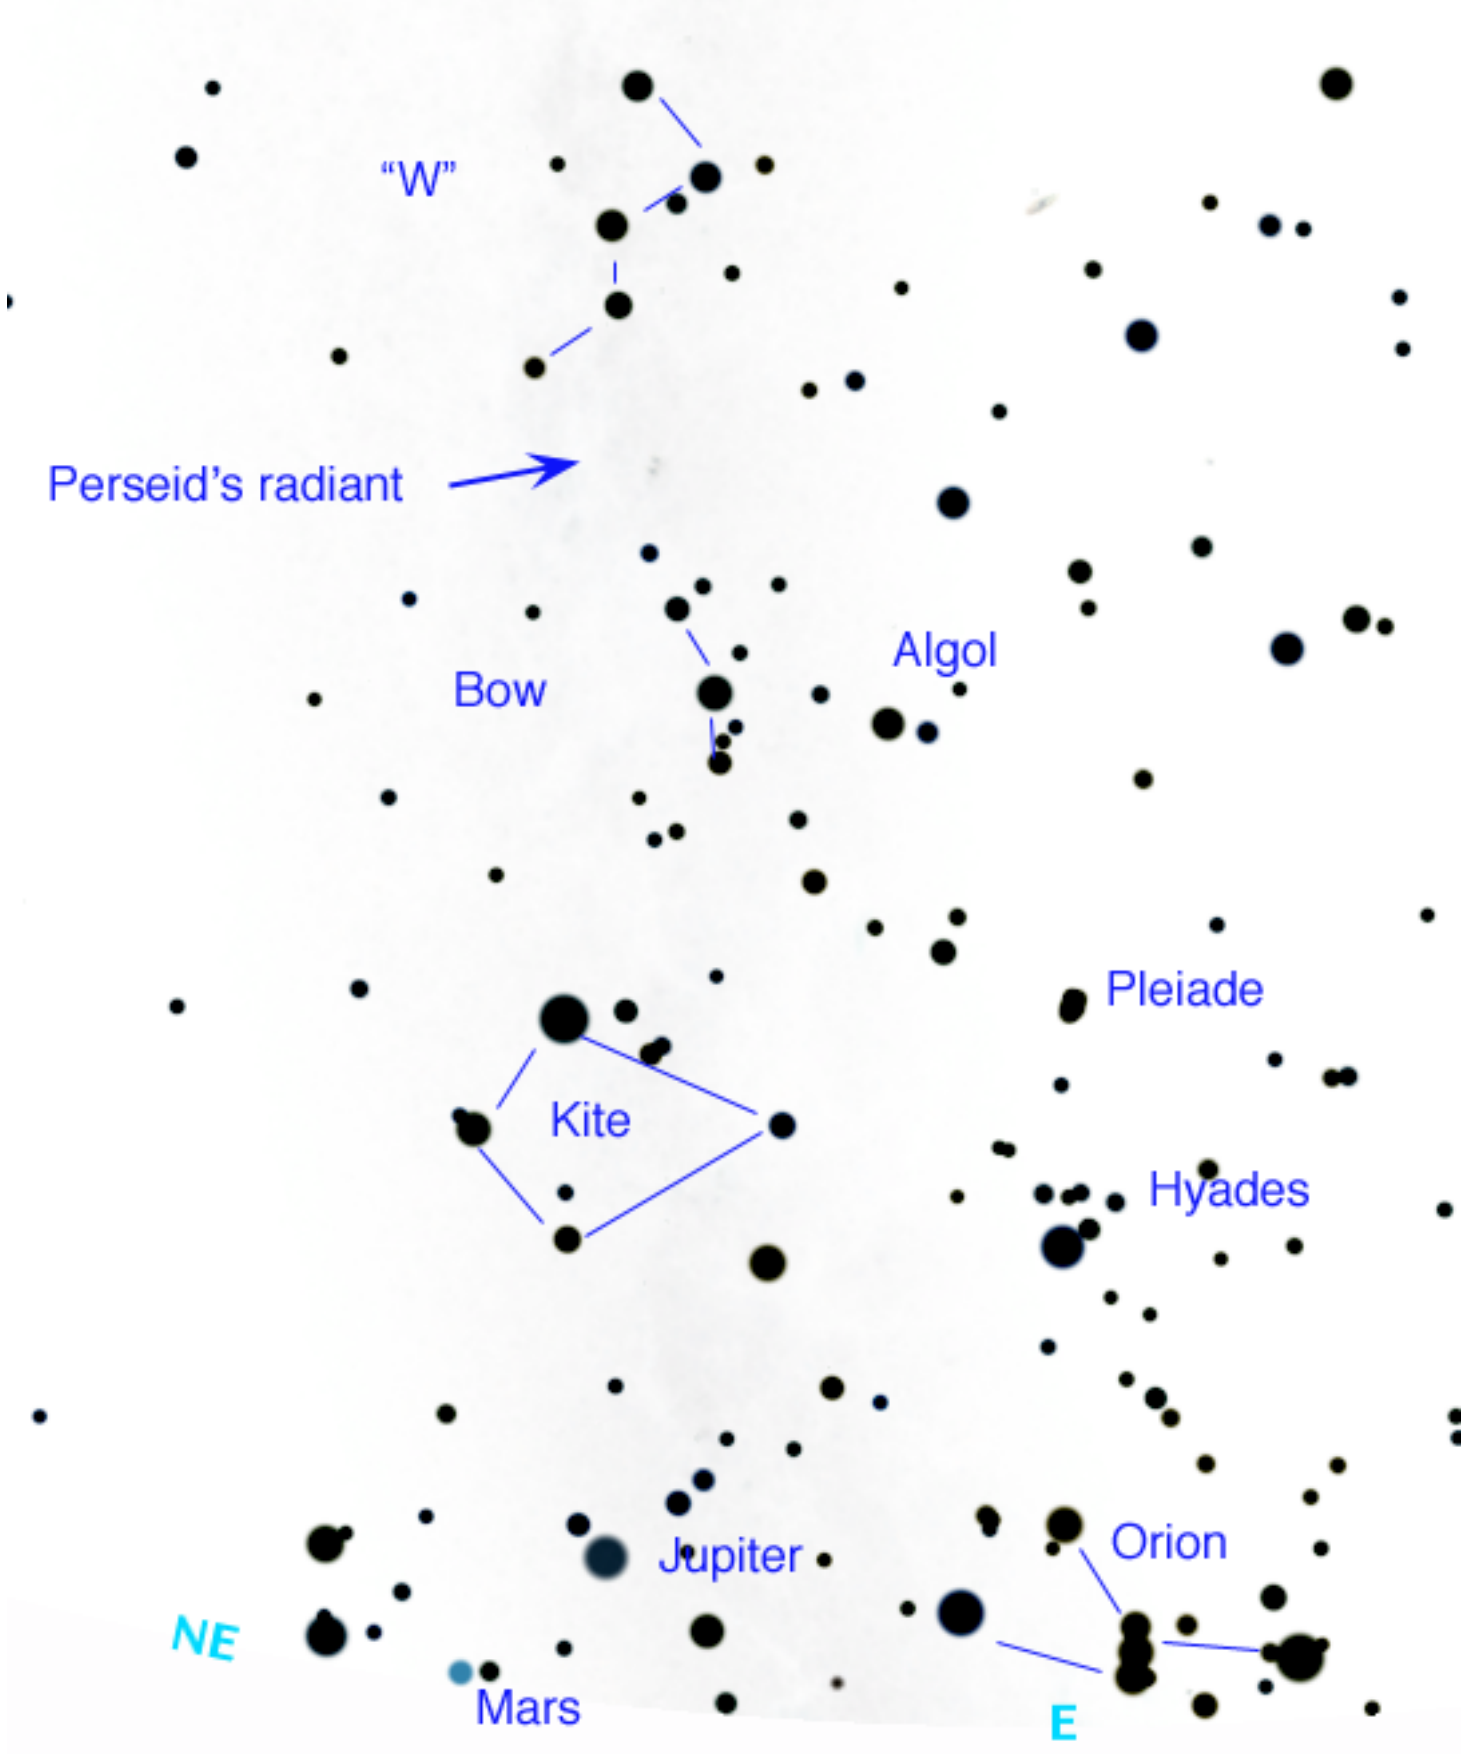 “W”
Perseid’s radiant
Algol
Bow
Pleiade
Kite
Hyades
Orion
Jupiter
NE
Mars
E